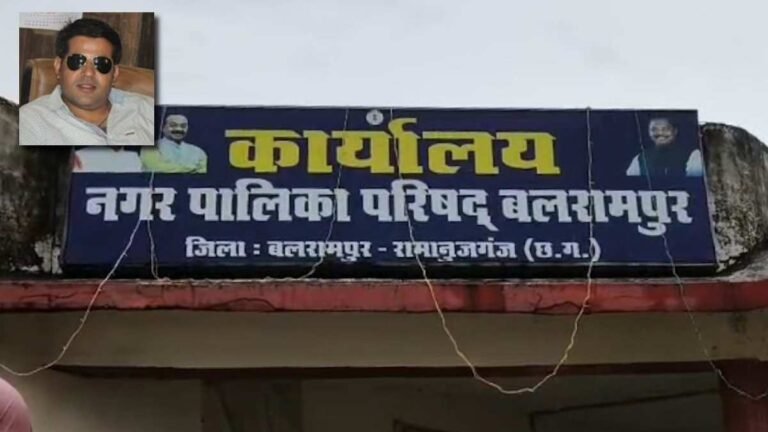 कार्यालय
नगर पालिका परिषद् बलरामपुर
जिला : बलरामपुर - रामानुजगंज (छ.ग.)